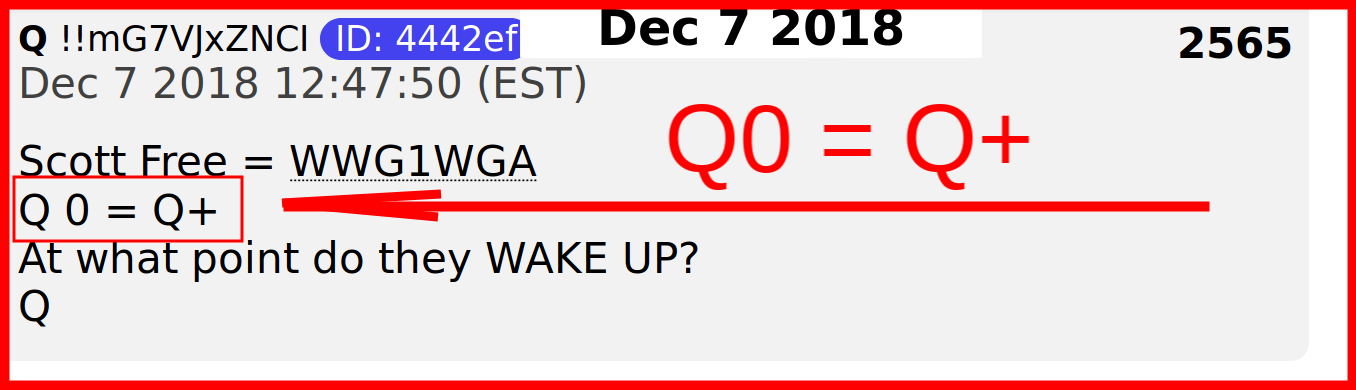 Q !!mG7VJxZNCI ID: 4442ef Dec 7 2018 2565
Dec 7 2018 12:47:50 (EST)
Q0 = Q+
Scott Free = WWG1WGA
Q 0 = Q+
At what point do they WAKE UP?
Q